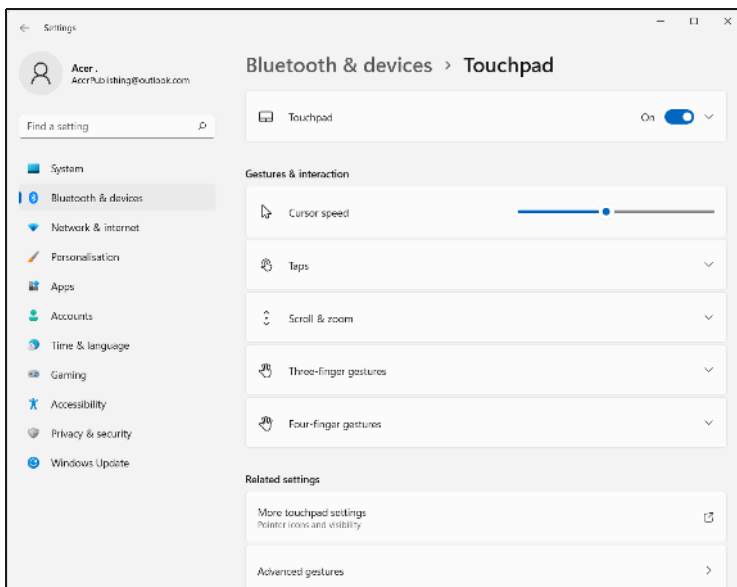 Settings
Acer .
AcerPublishing@outlook.com
Find a setting
System
Bluetooth & devices
Network & internet
Personalisation
Apps
Accounts
Time & language
Gaming
Accessibility
Privacy & security
Windows Update
Bluetooth & devices > Touchpad
Touchpad On
Gestures & interaction
Cursor speed
Taps
Scroll & zoom
Three-finger gestures
Four-finger gestures
Related settings
More touchpad settings
Pointer icons and visibility
Advanced gestures